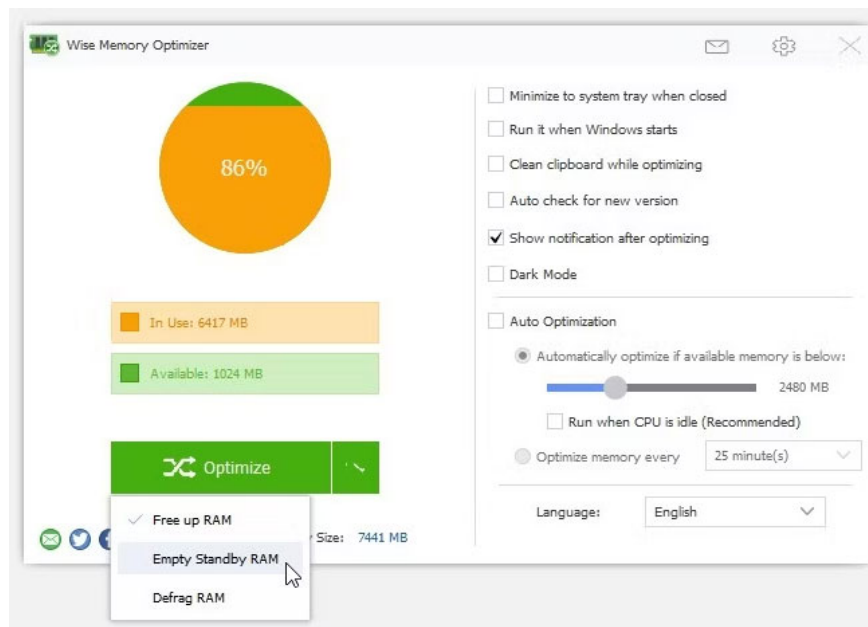 Wise Memory Optimizer
86%
In Use: 6417 MB
Available: 1024 MB
Optimize
Free up RAM
Empty Standby RAM
Defrag RAM
Size: 7441 MB
Minimize to system tray when closed
Run it when Windows starts
Clean clipboard while optimizing
Auto check for new version
Show notification after optimizing
Dark Mode
Auto Optimization
Automatically optimize if available memory is below:
2480 MB
Run when CPU is idle (Recommended)
Optimize memory every 25 minute(s)
Language: English